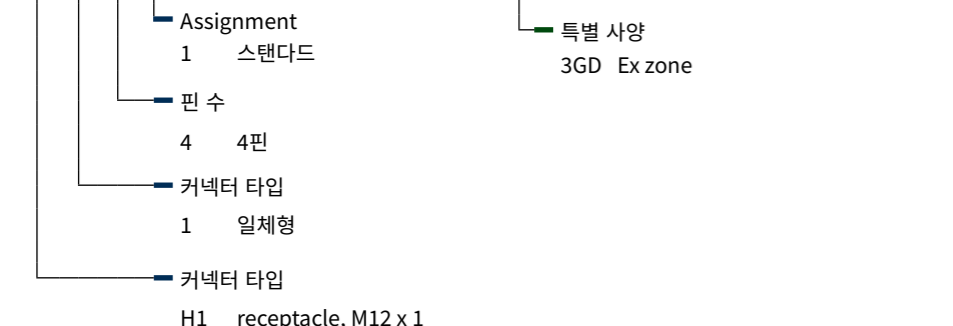 Assignment
1 스탠다드
핀 수
4 4핀
커넥터 타입
1 일체형
커넥터 타입
H1 receptacle, M12 x 1
특별 사양
3GD Ex zone